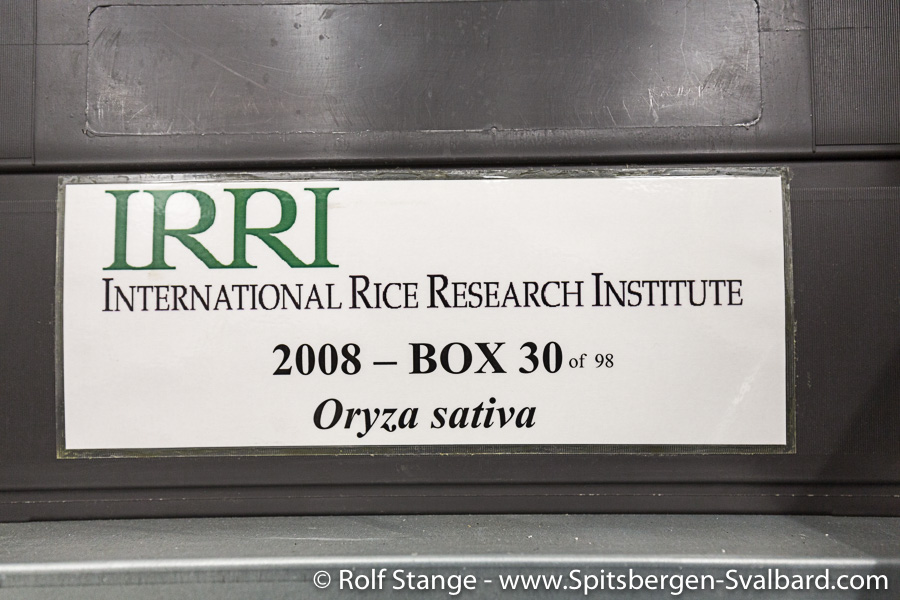 IRRI
INTERNATIONAL RICE RESEARCH INSTITUTE
2008 – BOX 30 of 98
Oryza sativa
© Rolf Stange - www.Spitsbergen-Svalbard.com